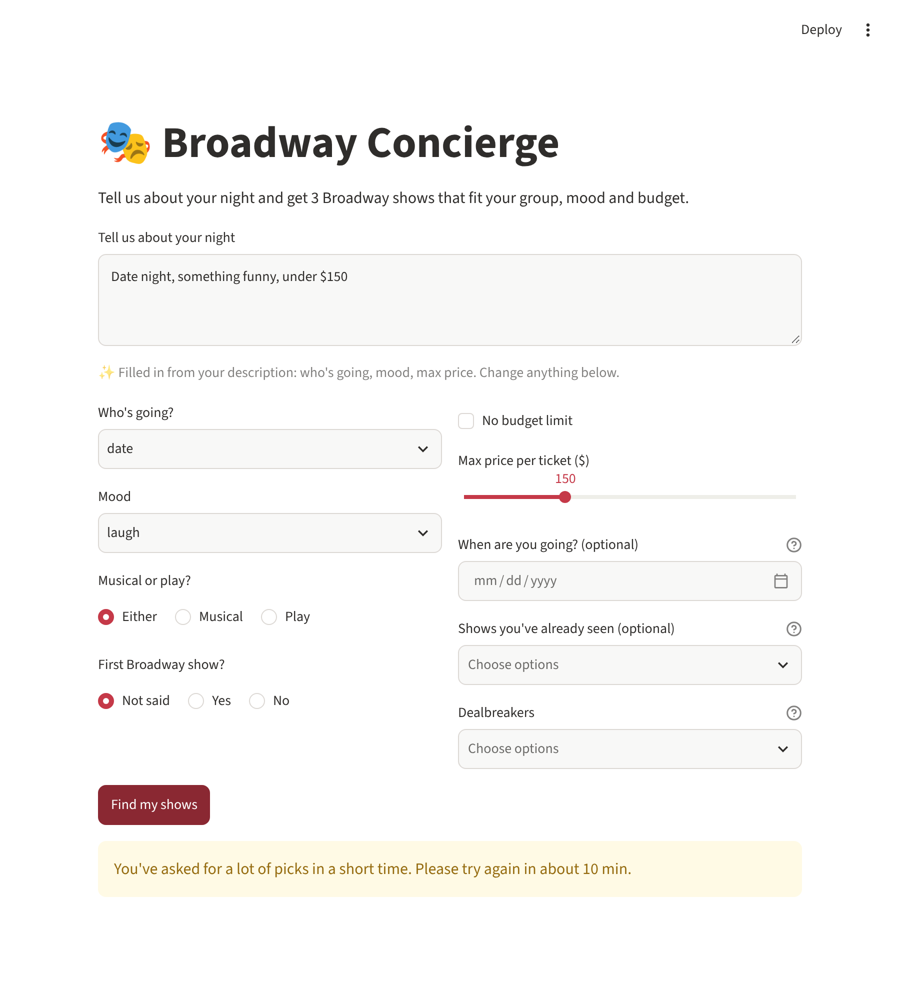 Deploy
Broadway Concierge
Tell us about your night and get 3 Broadway shows that fit your group, mood and budget.
Tell us about your night
Date night, something funny, under $150
Filled in from your description: who's going, mood, max price. Change anything below.
Who's going?
date
Mood
laugh
Musical or play?
Either
Musical
Play
First Broadway show?
Not said
Yes
No
No budget limit
Max price per ticket ($)
150
When are you going? (optional)
mm / dd / yyyy
Shows you've already seen (optional)
Choose options
Dealbreakers
Choose options
Find my shows
You've asked for a lot of picks in a short time. Please try again in about 10 min.